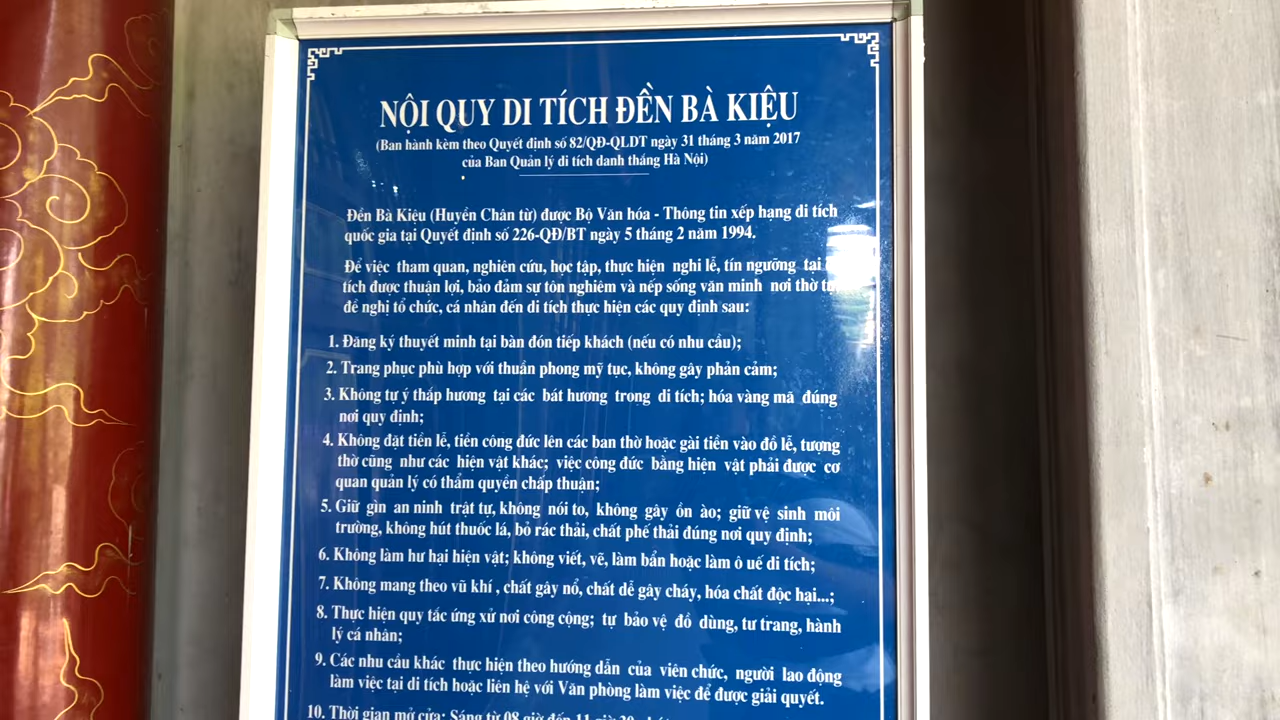 NỘI QUY DI TÍCH ĐỀN BÀ KIỆU
(Ban hành kèm theo Quyết định số 82/QĐ-QLDT ngày 31 tháng 3 năm 2017
của Ban Quản lý di tích danh thắng Hà Nội)
Đền Bà Kiệu (Huyền Chân từ) được Bộ Văn hóa - Thông tin xếp hạng di tích
quốc gia tại Quyết định số 226-QĐ/BT ngày 5 tháng 2 năm 1994.
Để việc tham quan, nghiên cứu, học tập, thực hiện nghi lễ, tín ngưỡng tại
tích được thuận lợi, bảo đảm sự tôn nghiêm và nếp sống văn minh nơi thờ
đề nghị tổ chức, cá nhân đến di tích thực hiện các quy định sau:
1. Đăng ký thuyết minh tại bàn đón tiếp khách (nếu có nhu cầu);
2. Trang phục phù hợp với thuần phong mỹ tục, không gây phản cảm;
3. Không tự ý thắp hương tại các bát hương trong di tích; hóa vàng mã đúng
nơi quy định;
4. Không đặt tiền lễ, tiền công đức lên các ban thờ hoặc gài tiền vào đồ lễ, tượng
thờ cũng như các hiện vật khác; việc công đức bằng hiện vật phải được cơ
quan quản lý có thẩm quyền chấp thuận;
5. Giữ gìn an ninh trật tự, không nói to, không gây ồn ào; giữ vệ sinh môi
trường, không hút thuốc lá, bỏ rác thải, chất phế thải đúng nơi quy định;
6. Không làm hư hại hiện vật; không viết, vẽ, làm bẩn hoặc làm ô uế di tích;
7. Không mang theo vũ khí , chất gây nổ, chất dễ gây cháy, hóa chất độc hại...;
8. Thực hiện quy tắc ứng xử nơi công cộng; tự bảo vệ đồ dùng, tư trang, hành
lý cá nhân;
9. Các nhu cầu khác thực hiện theo hướng dẫn của viên chức, người lao động
làm việc tại di tích hoặc liên hệ với Văn phòng làm việc để được giải quyết.
10. Thời gian mở cửa: Sáng từ 08 giờ đến 11 giờ